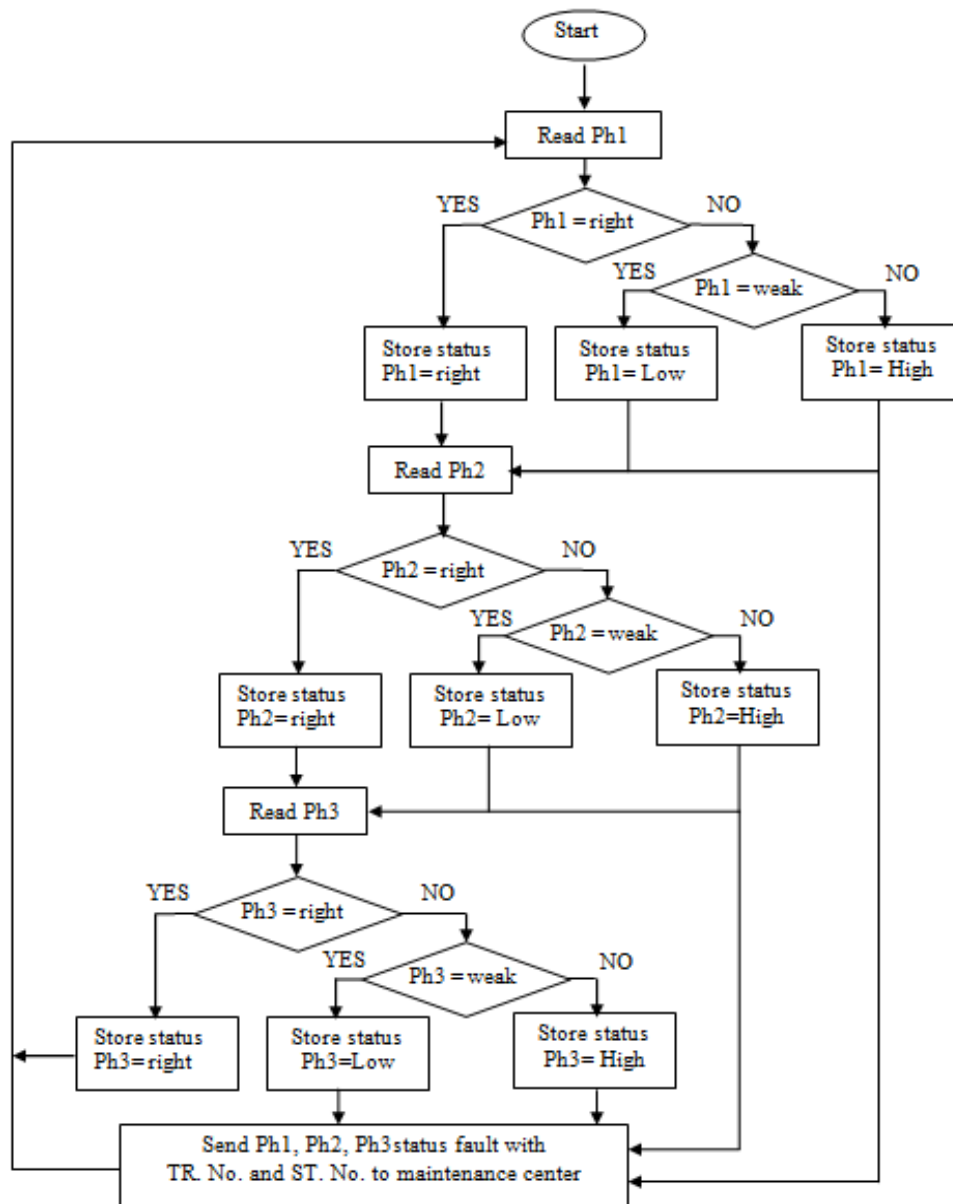 Start
Read Ph1
YES
NO
Ph1 = right
YES
NO
Ph1 = weak
Store status
Ph1= right
Store status
Ph1= Low
Store status
Ph1= High
Read Ph2
YES
NO
Ph2 = right
YES
NO
Ph2 = weak
Store status
Ph2= right
Store status
Ph2= Low
Store status
Ph2=High
Read Ph3
YES
NO
Ph3 = right
YES
NO
Ph3 = weak
Store status
Ph3= right
Store status
Ph3=Low
Store status
Ph3= High
Send Ph1, Ph2, Ph3status fault with
TR. No. and ST. No. to maintenance center